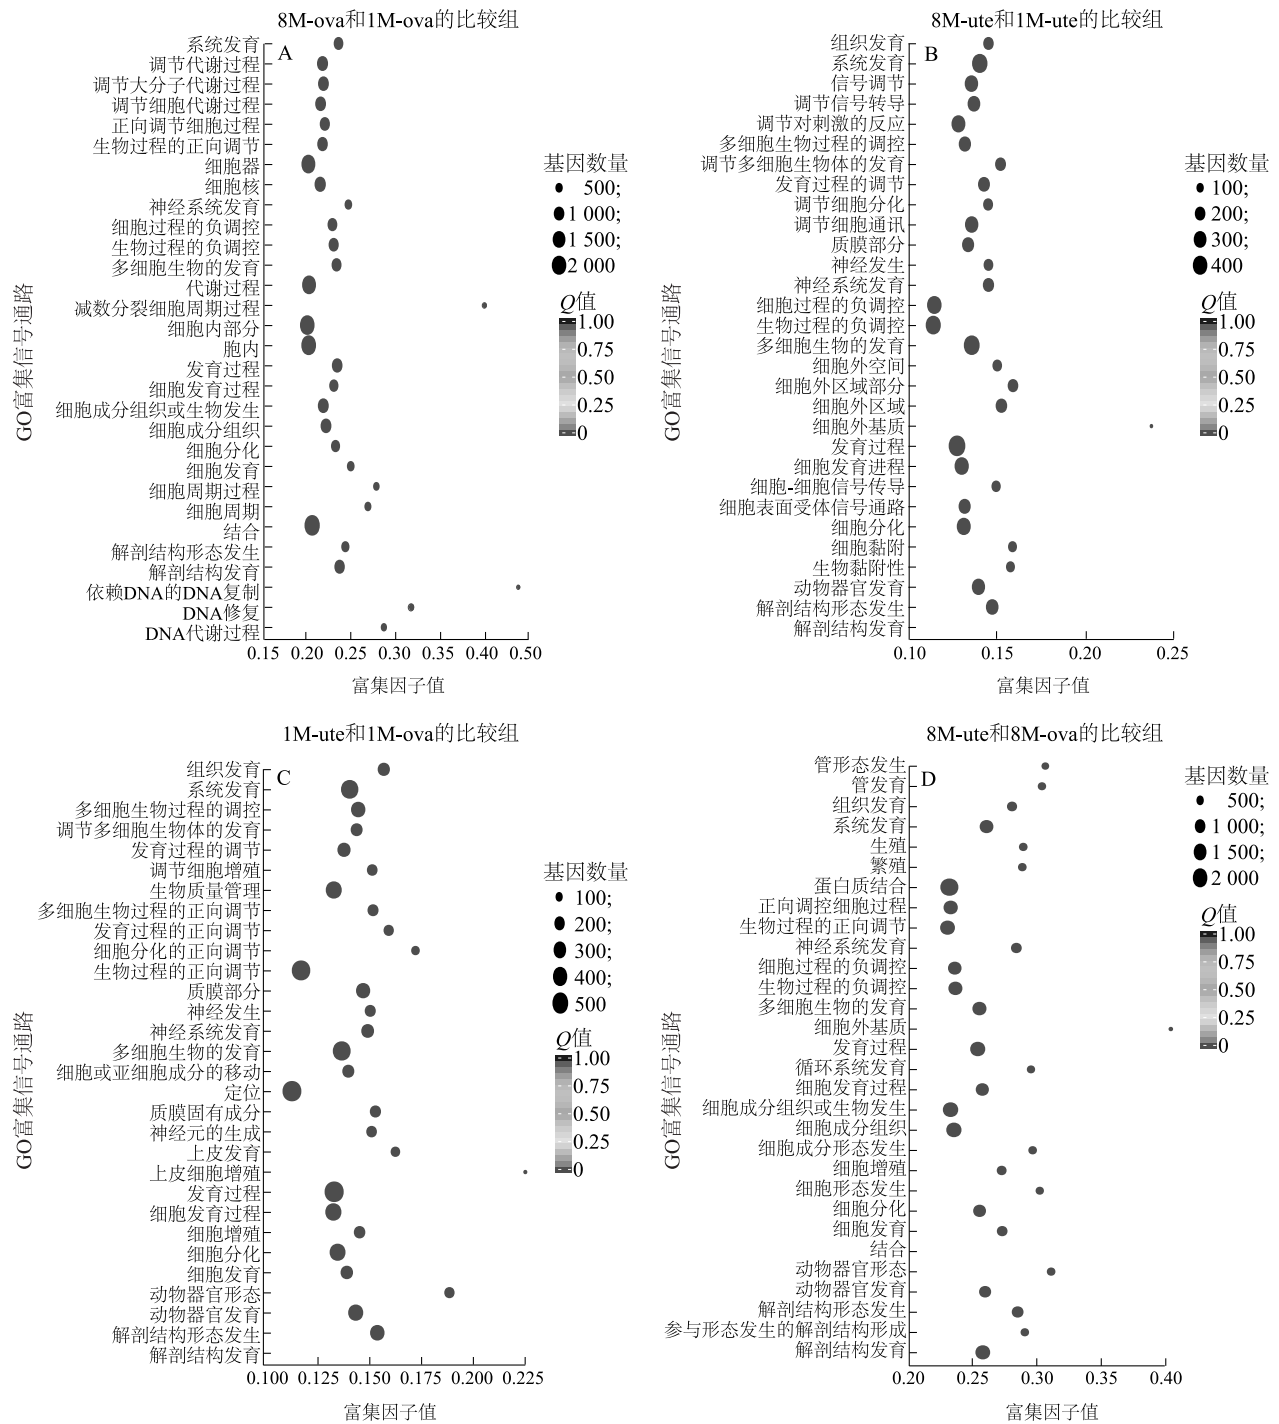 8M-ova和1M-ova的比较组
A
GO富集信号通路
系统发育
调节代谢过程
调节大分子代谢过程
调节细胞代谢过程
正向调节细胞过程
生物过程的正向调节
细胞器
细胞核
神经系统发育
细胞过程的负调控
生物过程的负调控
多细胞生物的发育
代谢过程
减数分裂细胞周期过程
细胞内部分
胞内
发育过程
细胞发育过程
细胞成分组织或生物发生
细胞成分组织
细胞分化
细胞发育
细胞周期过程
细胞周期
结合
解剖结构形态发生
解剖结构发育
依赖DNA的DNA复制
DNA修复
DNA代谢过程
0.15 0.20 0.25 0.30 0.35 0.40 0.50
富集因子值
基因数量
500;
1 000;
1 500;
2 000
Q值
1.00
0.75
0.50
0.25
0
8M-ute和1M-ute的比较组
B
GO富集信号通路
组织发育
系统发育
信号调节
调节信号转导
调节对刺激的反应
多细胞生物过程的调控
调节多细胞生物体的发育
发育过程的调节
调节细胞分化
调节细胞通讯
质膜部分
神经发生
神经系统发育
细胞过程的负调控
生物过程的负调控
多细胞生物的发育
细胞外空间
细胞外区域部分
细胞外区域
细胞外基质
发育过程
细胞发育进程
细胞-细胞信号传导
细胞表面受体信号通路
细胞分化
细胞黏附
生物黏附性
动物器官发育
解剖结构形态发生
解剖结构发育
0.10 0.15 0.20 0.25
富集因子值
基因数量
100;
200;
300;
400
Q值
1.00
0.75
0.50
0.25
0
1M-ute和1M-ova的比较组
C
GO富集信号通路
组织发育
系统发育
多细胞生物过程的调控
调节多细胞生物体的发育
发育过程的调节
调节细胞增殖
生物质量管理
多细胞生物过程的正向调节
发育过程的正向调节
细胞分化的正向调节
生物过程的正向调节
质膜部分
神经发生
神经系统发育
多细胞生物的发育
细胞或亚细胞成分的移动
定位
质膜固有成分
神经元的生成
上皮发育
上皮细胞增殖
发育过程
细胞发育过程
细胞增殖
细胞分化
细胞发育
动物器官形态
动物器官发育
解剖结构形态发生
解剖结构发育
0.100 0.125 0.150 0.175 0.200 0.225
富集因子值
基因数量
100;
200;
300;
400;
500
Q值
1.00
0.75
0.50
0.25
0
8M-ute和8M-ova的比较组
D
GO富集信号通路
管形态发生
管发育
组织发育
系统发育
生殖
繁殖
蛋白质结合
正向调控细胞过程
生物过程的正向调节
神经系统发育
细胞过程的负调控
生物过程的负调控
多细胞生物的发育
细胞外基质
发育过程
循环系统发育
细胞发育过程
细胞成分组织或生物发生
细胞成分组织
细胞成分形态发生
细胞增殖
细胞形态发生
细胞分化
细胞发育
结合
动物器官形态
动物器官发育
解剖结构形态发生
参与形态发生的解剖结构形成
解剖结构发育
0.20 0.25 0.30 0.35 0.40
富集因子值
基因数量
500;
1 000;
1 500;
2 000
Q值
1.00
0.75
0.50
0.25
0